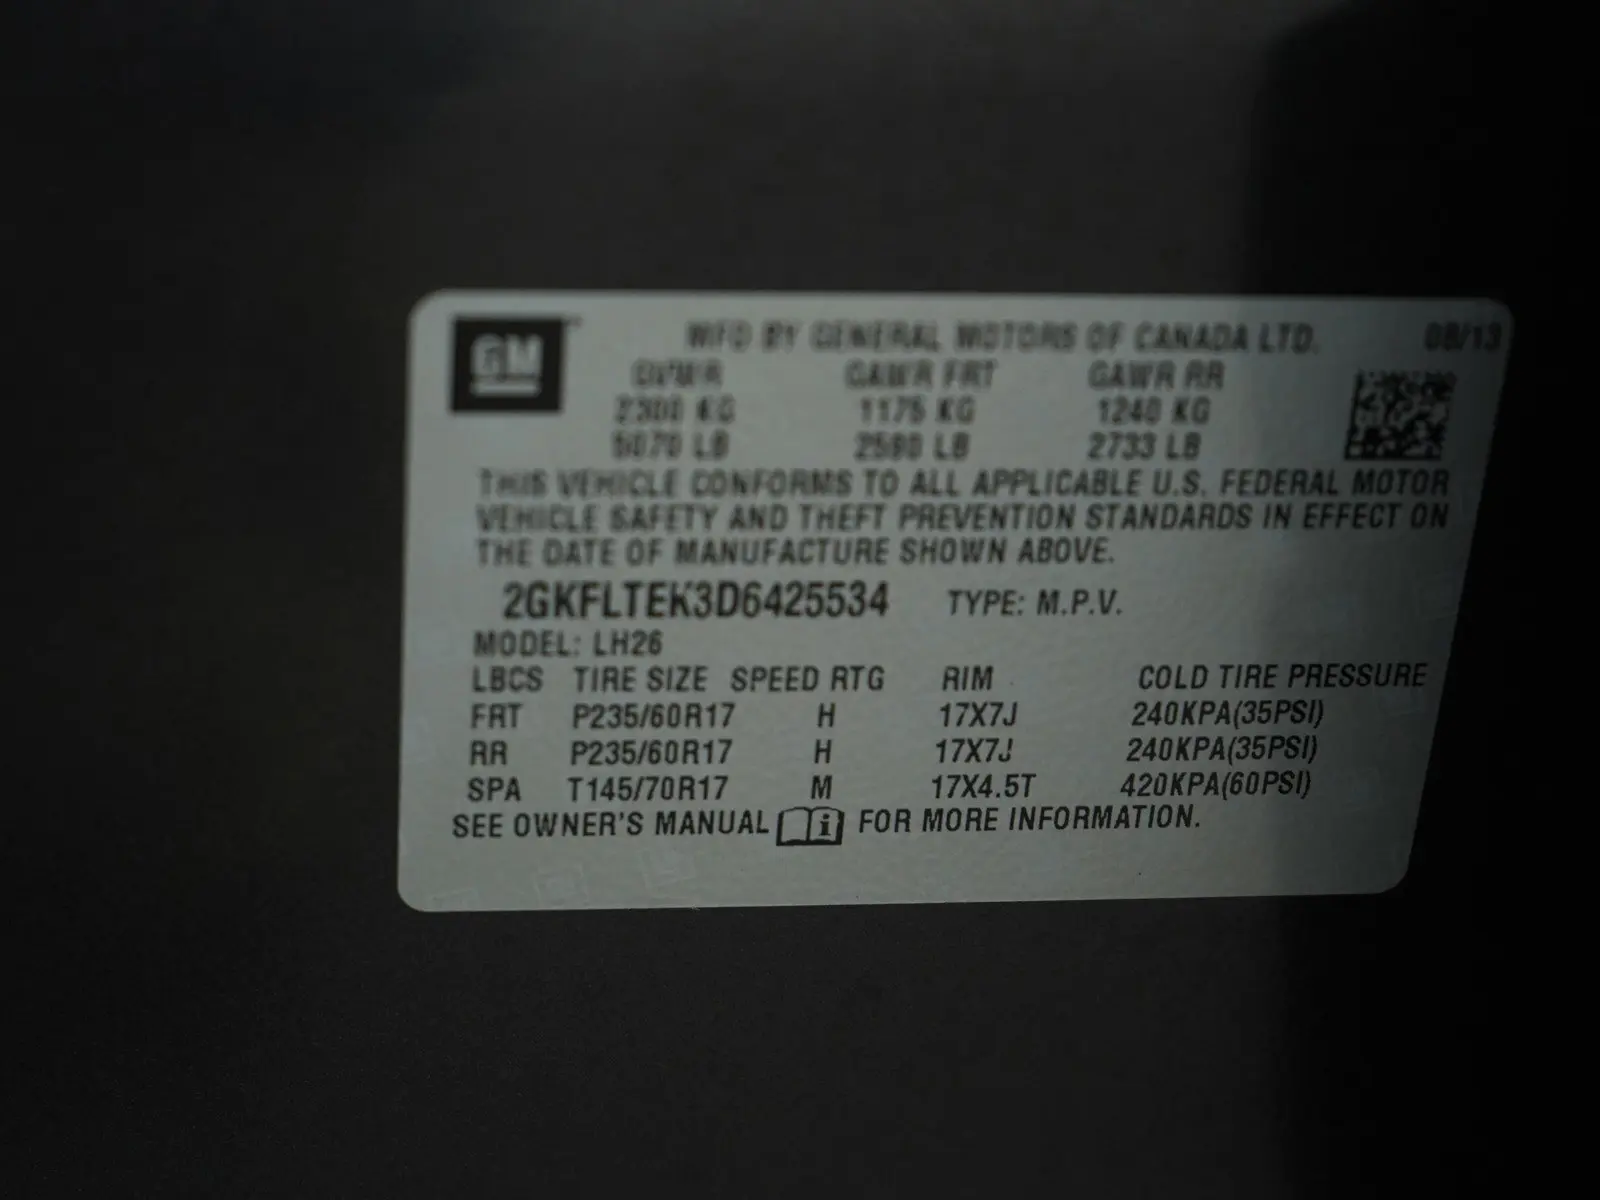 GM
MFD BY GENERAL MOTORS OF CANADA LTD. 08/13
GVWR GAWR FRT GAWR RR
2300 KG 1175 KG 1240 KG
5070 LB 2590 LB 2733 LB
THIS VEHICLE CONFORMS TO ALL APPLICABLE U.S. FEDERAL MOTOR
VEHICLE SAFETY AND THEFT PREVENTION STANDARDS IN EFFECT ON
THE DATE OF MANUFACTURE SHOWN ABOVE.
2GKFLTEK3D6425534 TYPE: M.P.V.
MODEL: LH26
LBCS TIRE SIZE SPEED RTG RIM COLD TIRE PRESSURE
FRT P235/60R17 H 17X7J 240KPA(35PSI)
RR P235/60R17 H 17X7J 240KPA(35PSI)
SPA T145/70R17 M 17X4.5T 420KPA(60PSI)
SEE OWNER'S MANUAL i FOR MORE INFORMATION.